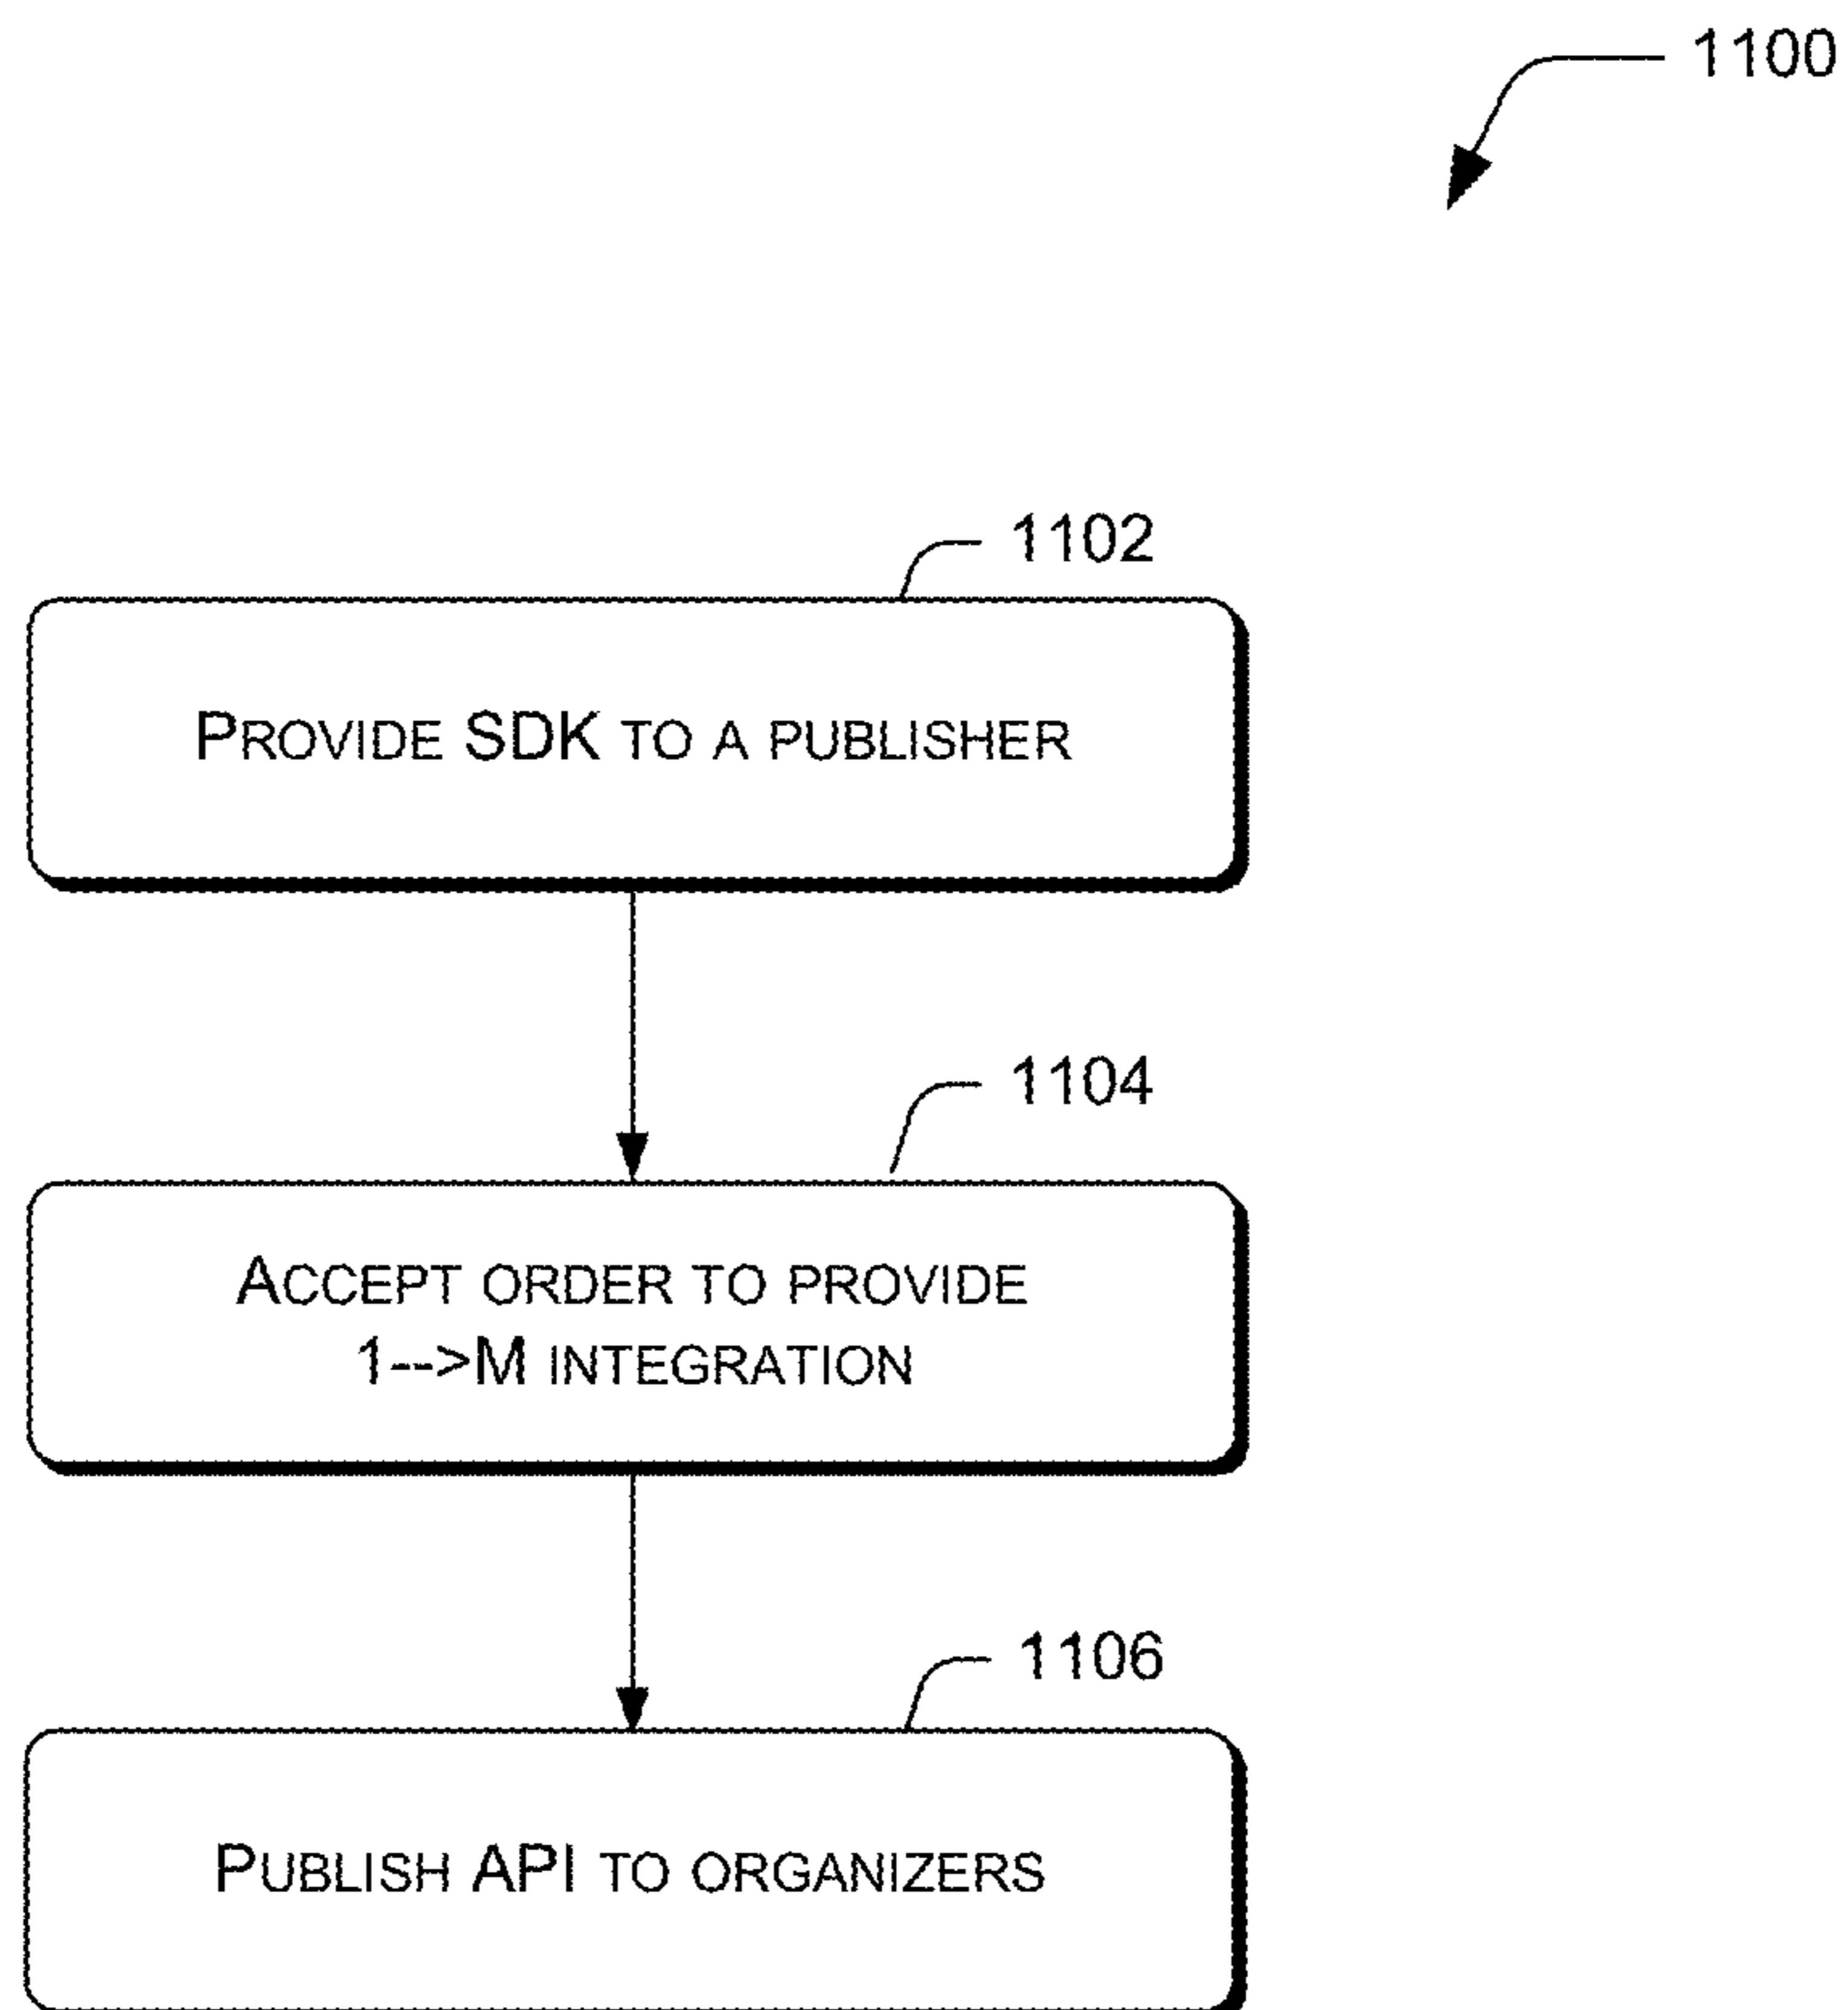 1100
1102
PROVIDE SDK TO A PUBLISHER
1104
ACCEPT ORDER TO PROVIDE
1-->M INTEGRATION
1106
PUBLISH API TO ORGANIZERS